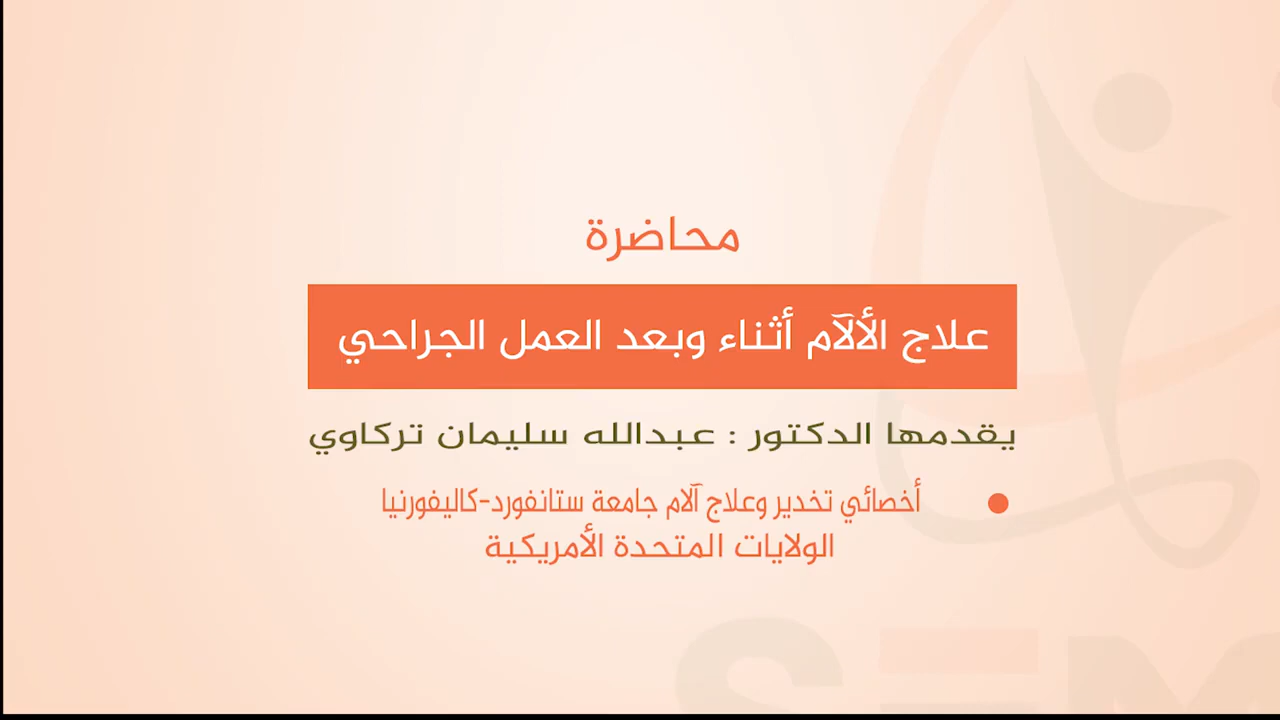 محاضرة
علاج الألآم أثناء وبعد العمل الجراحي
يقدمها الدكتور : عبدالله سليمان تركاوي
أخصائي تخدير وعلاج آلام جامعة ستانفورد-كاليفورنيا
الولايات المتحدة الأمريكية
SEM